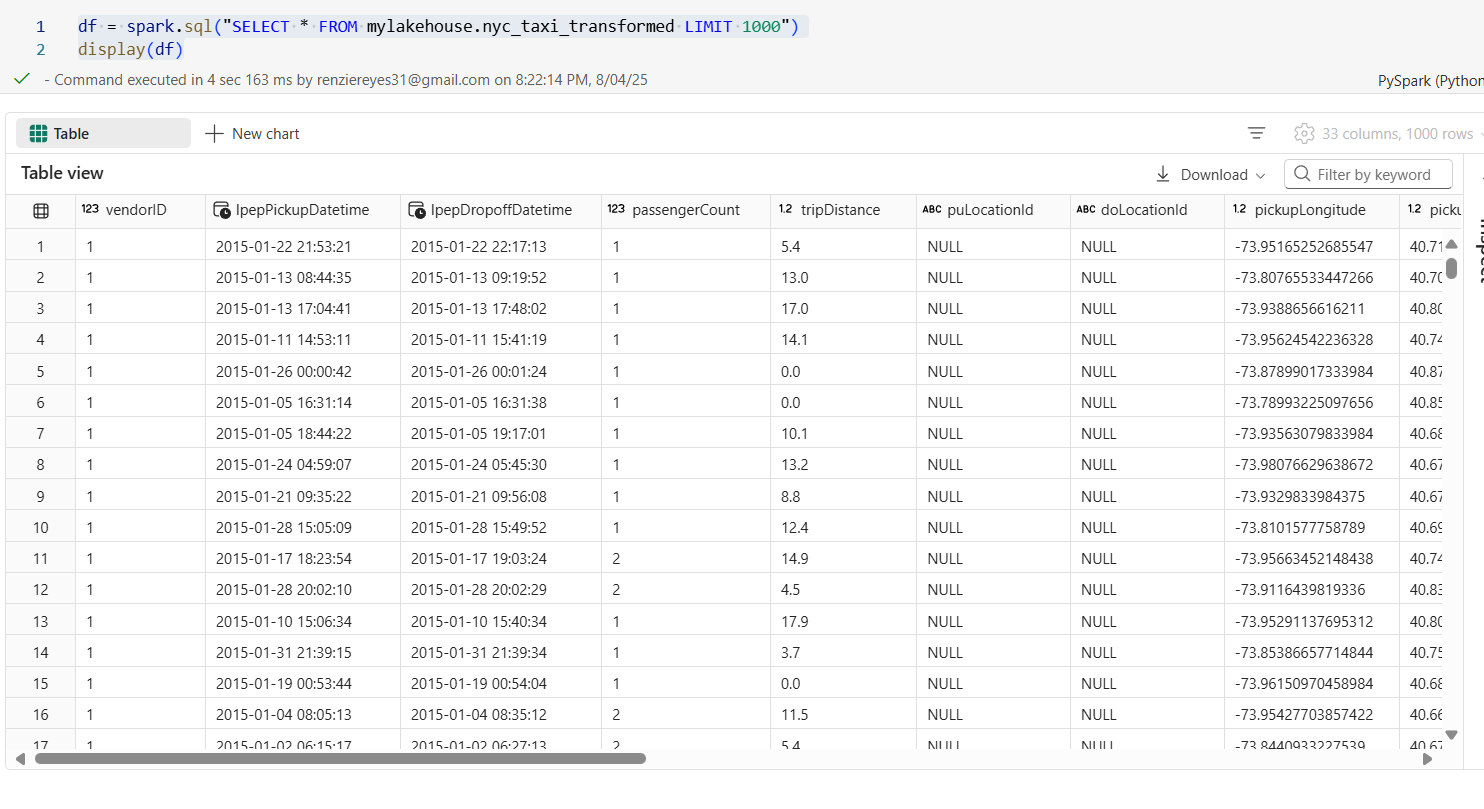 1 df = spark.sql("SELECT * FROM mylakehouse.nyc_taxi_transformed LIMIT 1000")
2 display(df)
- Command executed in 4 sec 163 ms by renziereyes31@gmail.com on 8:22:14 PM, 8/04/25
PySpark (Python
Table New chart 33 columns, 1000 rows
Table view Download Filter by keyword
123 vendorID lpepPickupDatetime lpepDropoffDatetime 123 passengerCount 1.2 tripDistance ABC puLocationId ABC doLocationId 1.2 pickupLongitude 1.2 picku
1 1 2015-01-22 21:53:21 2015-01-22 22:17:13 1 5.4 NULL NULL -73.95165252685547 40.71
2 1 2015-01-13 08:44:35 2015-01-13 09:19:52 1 13.0 NULL NULL -73.80765533447266 40.70
3 1 2015-01-13 17:04:41 2015-01-13 17:48:02 1 17.0 NULL NULL -73.9388656616211 40.80
4 1 2015-01-11 14:53:11 2015-01-11 15:41:19 1 14.1 NULL NULL -73.95624542236328 40.74
5 1 2015-01-26 00:00:42 2015-01-26 00:01:24 1 0.0 NULL NULL -73.87899017333984 40.87
6 1 2015-01-05 16:31:14 2015-01-05 16:31:38 1 0.0 NULL NULL -73.78993225097656 40.85
7 1 2015-01-05 18:44:22 2015-01-05 19:17:01 1 10.1 NULL NULL -73.93563079833984 40.68
8 1 2015-01-24 04:59:07 2015-01-24 05:45:30 1 13.2 NULL NULL -73.98076629638672 40.67
9 1 2015-01-21 09:35:22 2015-01-21 09:56:08 1 8.8 NULL NULL -73.9329833984375 40.67
10 1 2015-01-28 15:05:09 2015-01-28 15:49:52 1 12.4 NULL NULL -73.8101577758789 40.69
11 1 2015-01-17 18:23:54 2015-01-17 19:03:24 2 14.9 NULL NULL -73.95663452148438 40.74
12 1 2015-01-28 20:02:10 2015-01-28 20:02:29 2 4.5 NULL NULL -73.9116439819336 40.83
13 1 2015-01-10 15:06:34 2015-01-10 15:40:34 1 17.9 NULL NULL -73.95291137695312 40.80
14 1 2015-01-31 21:39:15 2015-01-31 21:39:34 1 3.7 NULL NULL -73.85386657714844 40.75
15 1 2015-01-19 00:53:44 2015-01-19 00:54:04 1 0.0 NULL NULL -73.96150970458984 40.68
16 1 2015-01-04 08:05:13 2015-01-04 08:35:12 2 11.5 NULL NULL -73.95427703857422 40.66
17 1 2015-01-02 06:15:17 2015-01-02 06:27:13 2 5.4 NULL NULL -73.8440933227539 40.67